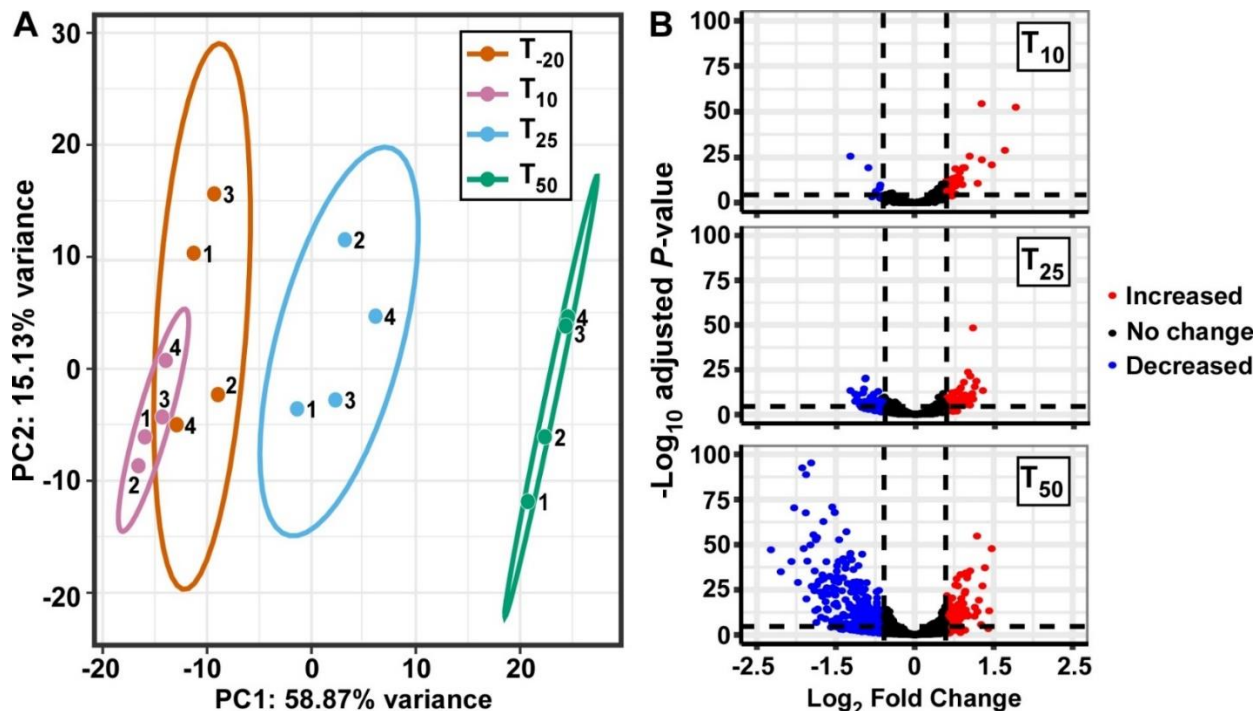 A
30
20
10
0
-10
-20
-20
-10
0
10
20
PC2: 15.13% variance
PC1: 58.87% variance
T-20
T10
T25
T50
3
1
2
4
4
3
1
2
2
4
1
3
4
3
2
1
B
-Log10 adjusted P-value
100
75
50
25
0
T10
100
75
50
25
0
T25
100
75
50
25
0
T50
-2.5
-1.5
0
1.5
2.5
Log2 Fold Change
Increased
No change
Decreased